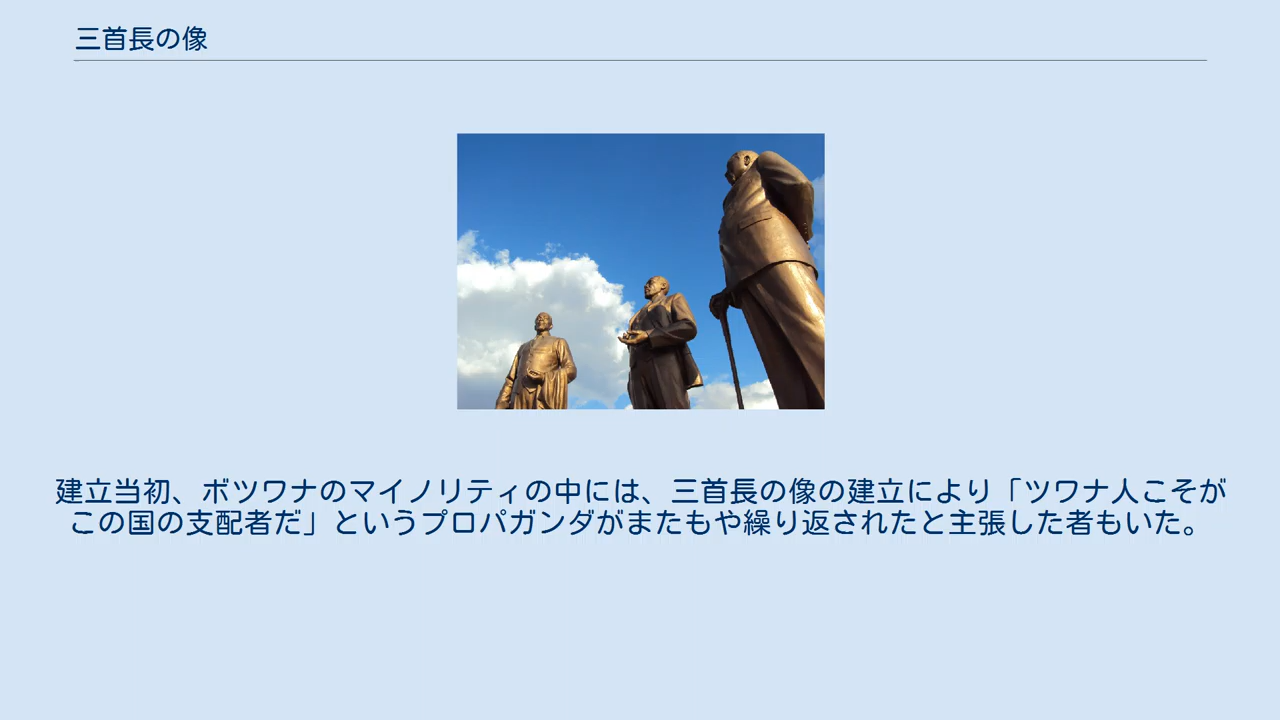 三首長の像
建立当初、ボツワナのマイノリティの中には、三首長の像の建立により「ツワナ人こそが
この国の支配者だ」というプロパガンダがまたもや繰り返されたと主張した者もいた。